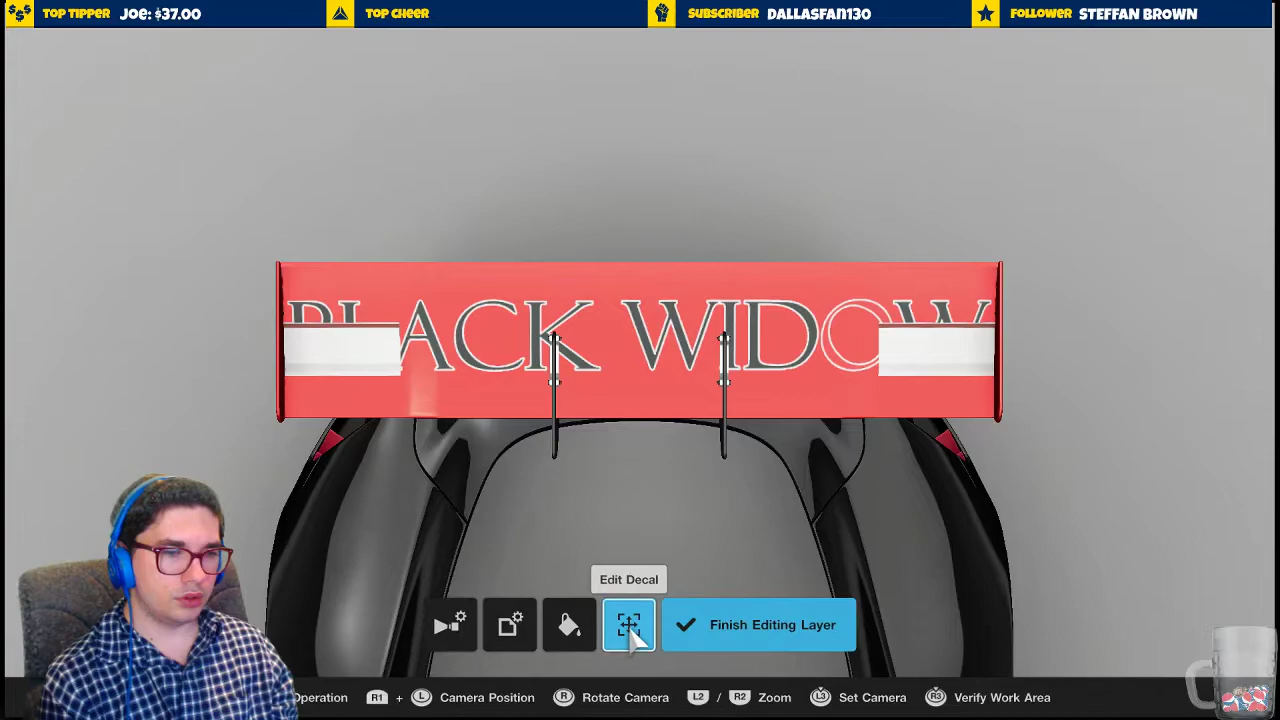 TOP TIPPER JOE: $37.00 TOP CHEER SUBSCRIBER DALLASFAN130 FOLLOWER STEFFAN BROWN
BLACK WIDOW
Edit Decal
Finish Editing Layer
Operation R1 + L Camera Position R Rotate Camera L2 / R2 Zoom L3 Set Camera R3 Verify Work Area